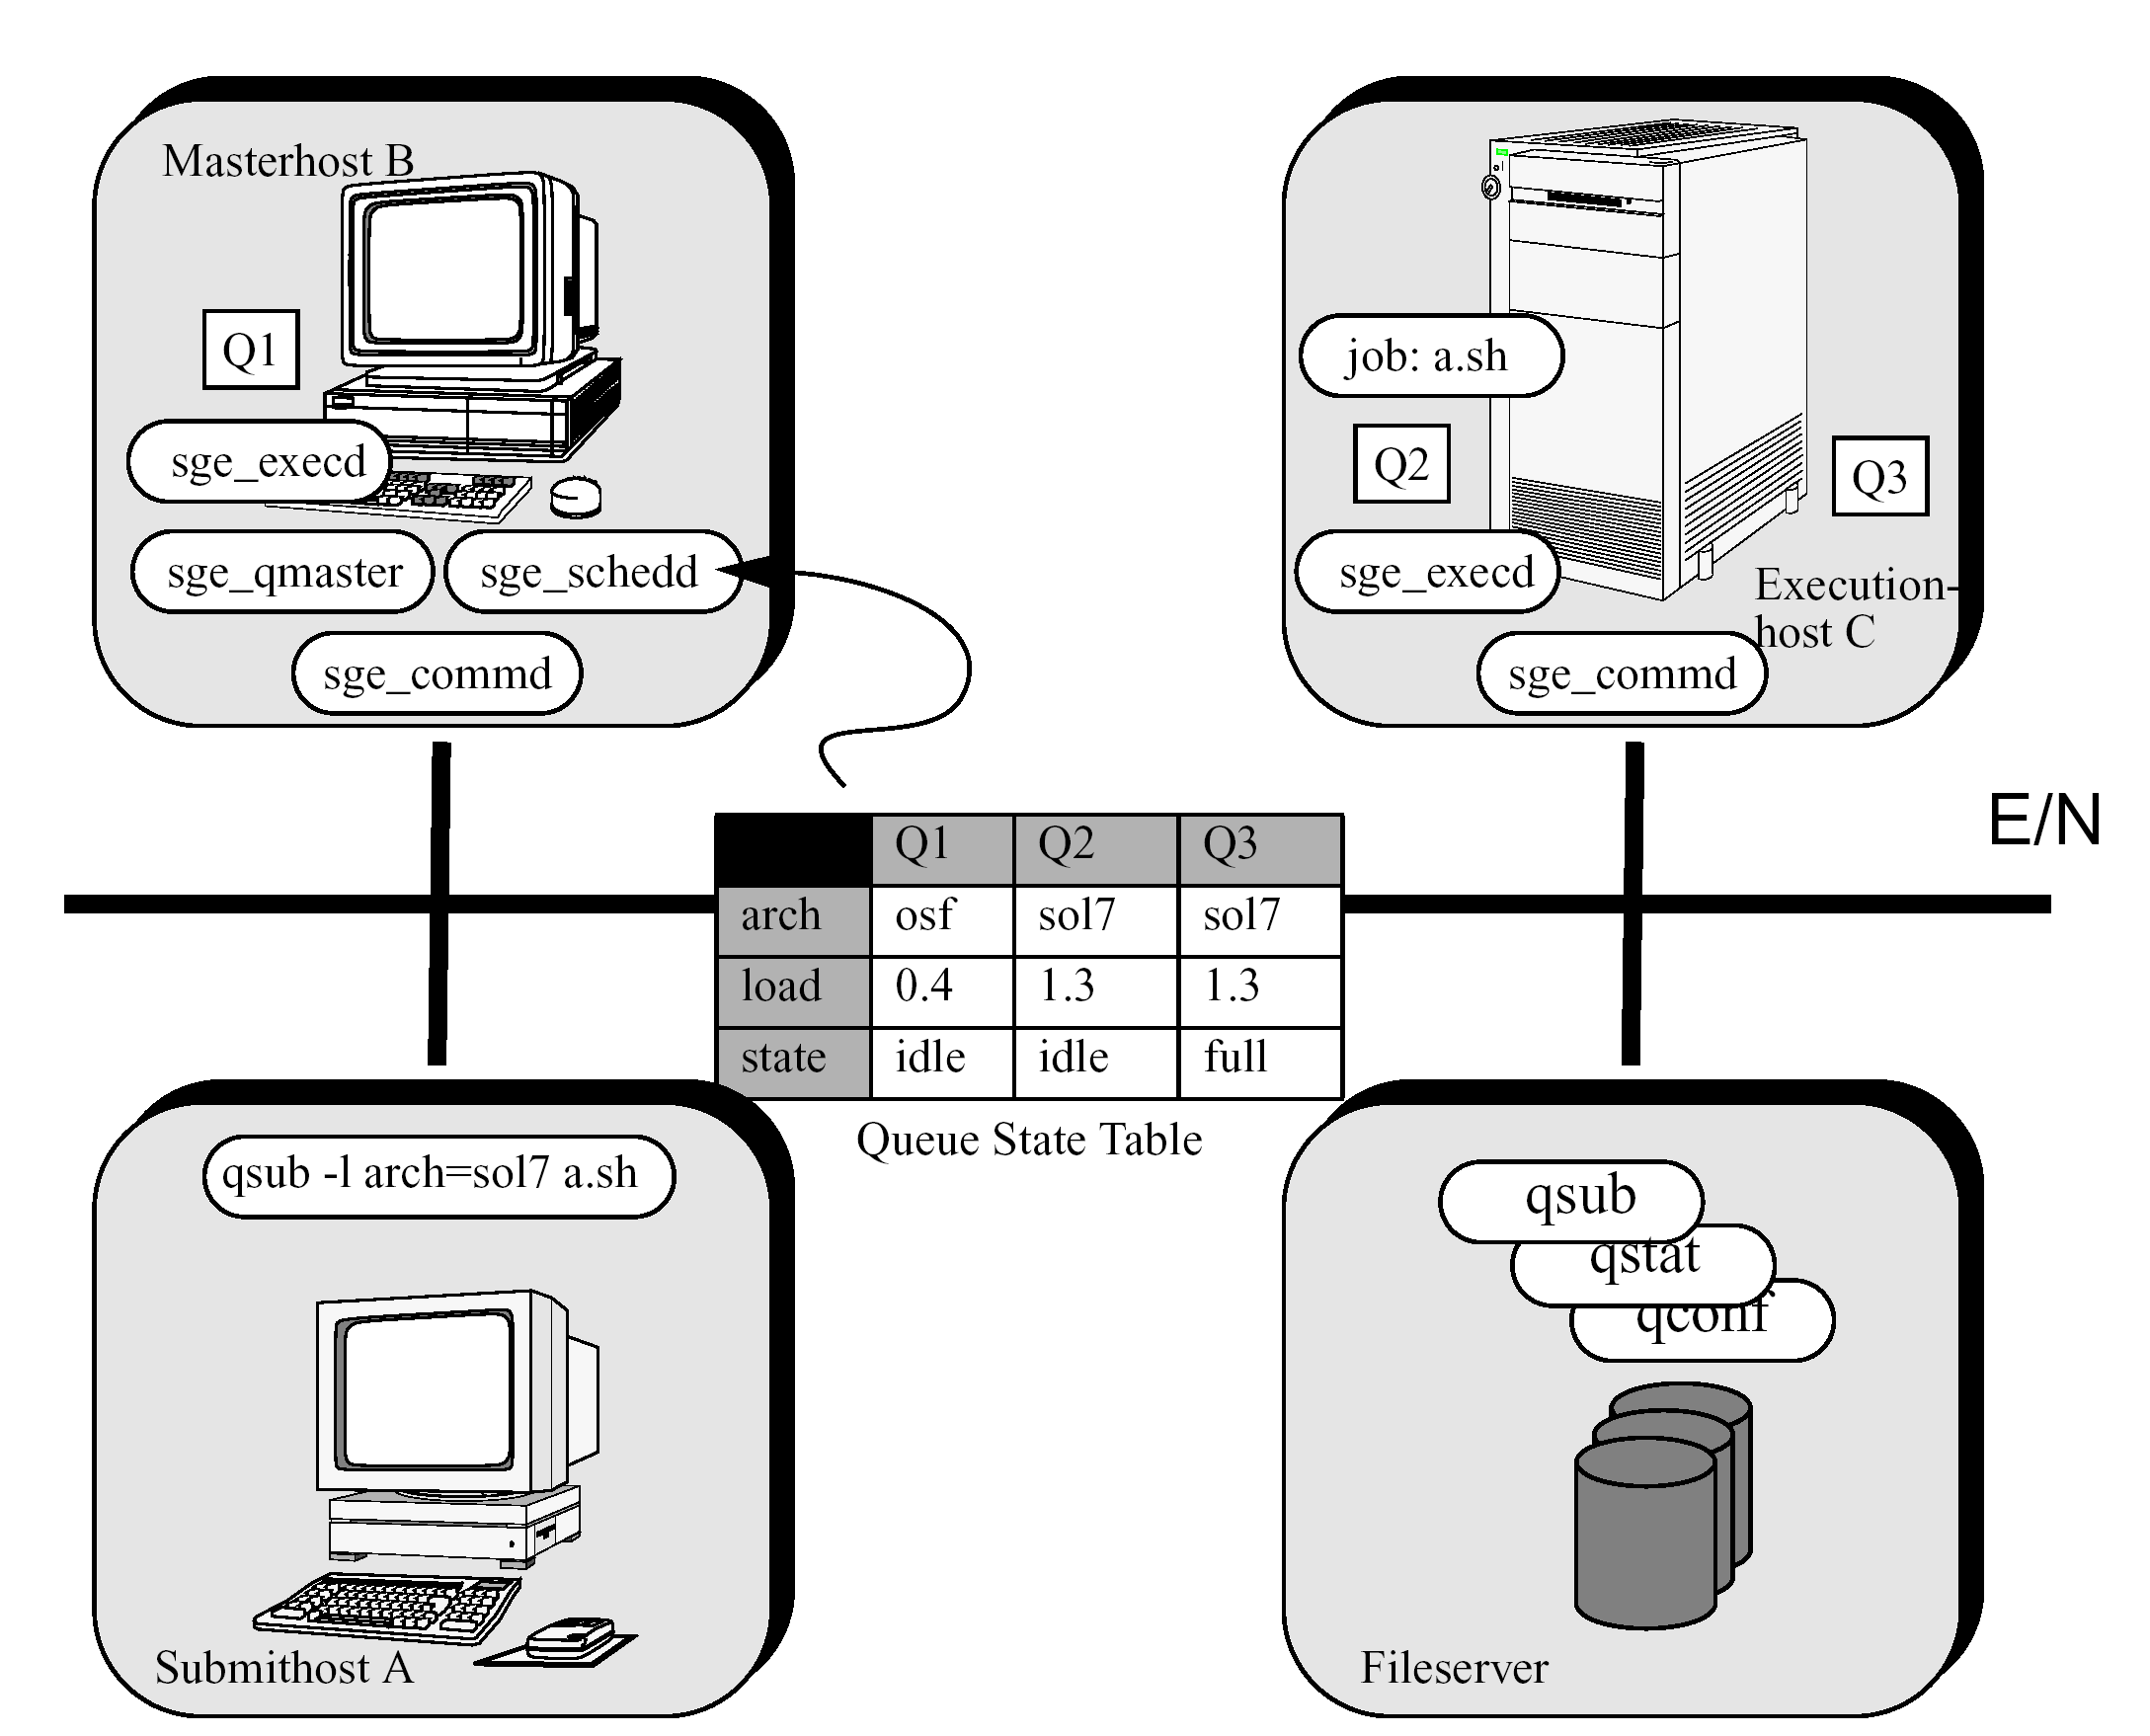 Masterhost B
Q1
sge_execd
sge_qmaster
sge_schedd
sge_commd
job: a.sh
Q2
Q3
sge_execd
Execution-
host C
sge_commd
E/N
Q1 Q2 Q3
arch osf sol7 sol7
load 0.4 1.3 1.3
state idle idle full
Queue State Table
qsub -l arch=sol7 a.sh
Submithost A
qsub
qstat
qconf
Fileserver